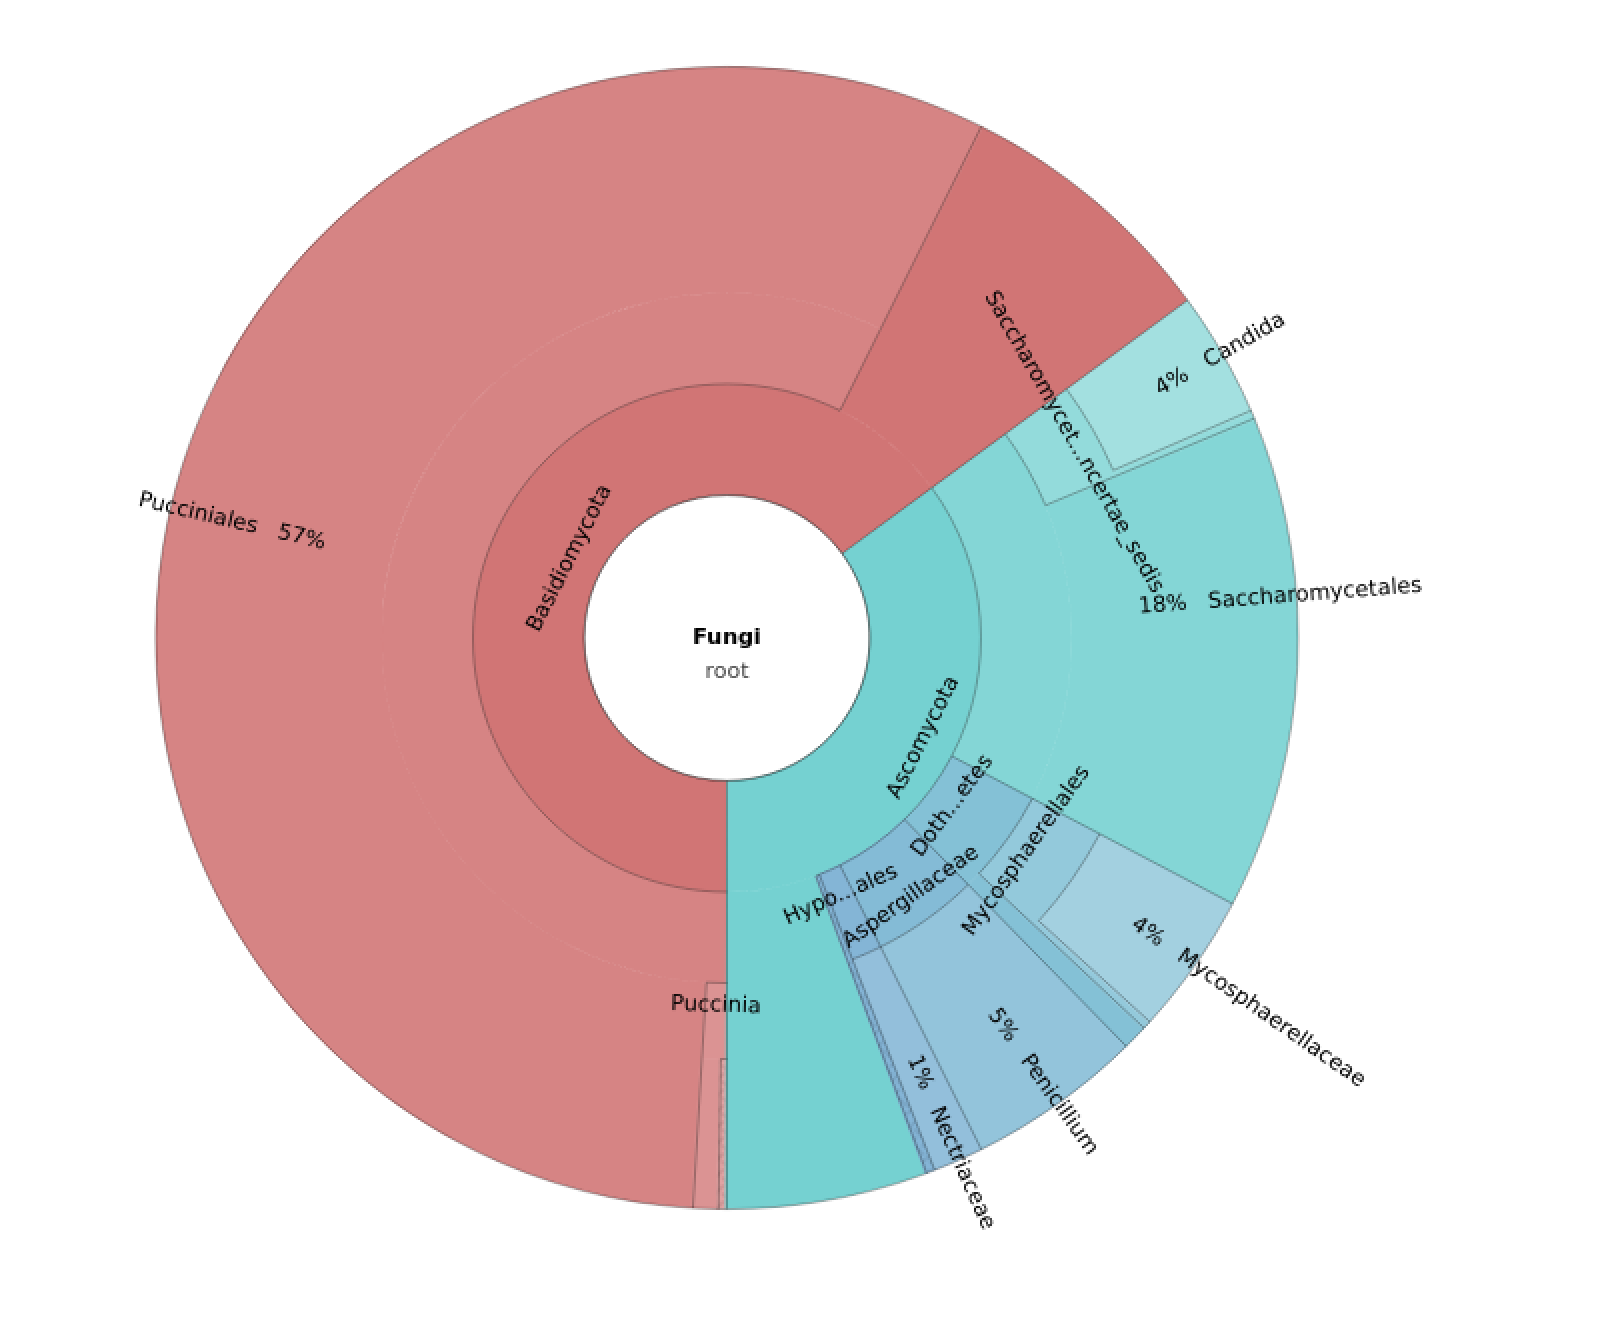 Saccharomycet...ncertae_sedis
4% Candida
Pucciniales 57%
Basidiomycota
18% Saccharomycetales
Fungi
root
Ascomycota
Doth...etes
Mycosphaerellales
Hypo...ales
Aspergillaceae
4% Mycosphaerellaceae
Puccinia
5% Penicillium
1% Nectriaceae